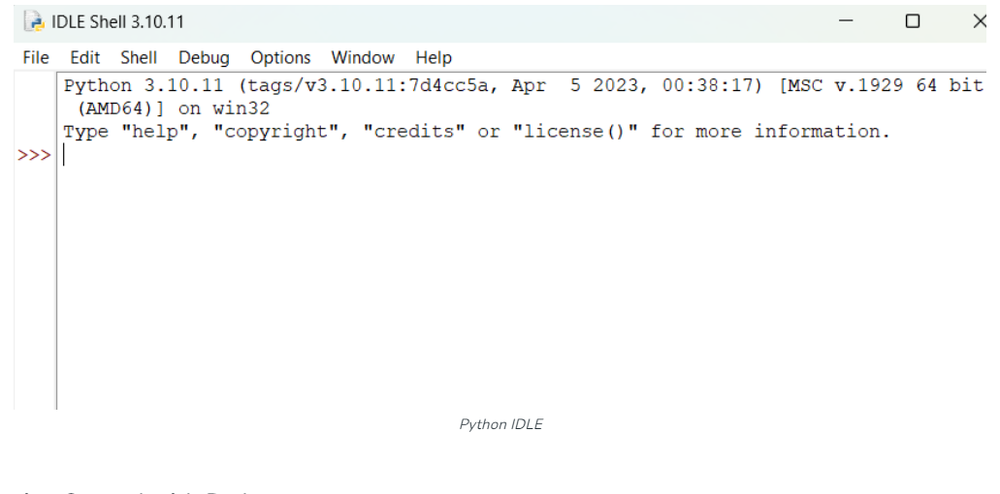 IDLE Shell 3.10.11
File Edit Shell Debug Options Window Help
Python 3.10.11 (tags/v3.10.11:7d4cc5a, Apr  5 2023, 00:38:17) [MSC v.1929 64 bit
(AMD64)] on win32
Type "help", "copyright", "credits" or "license()" for more information.
>>>
Python IDLE